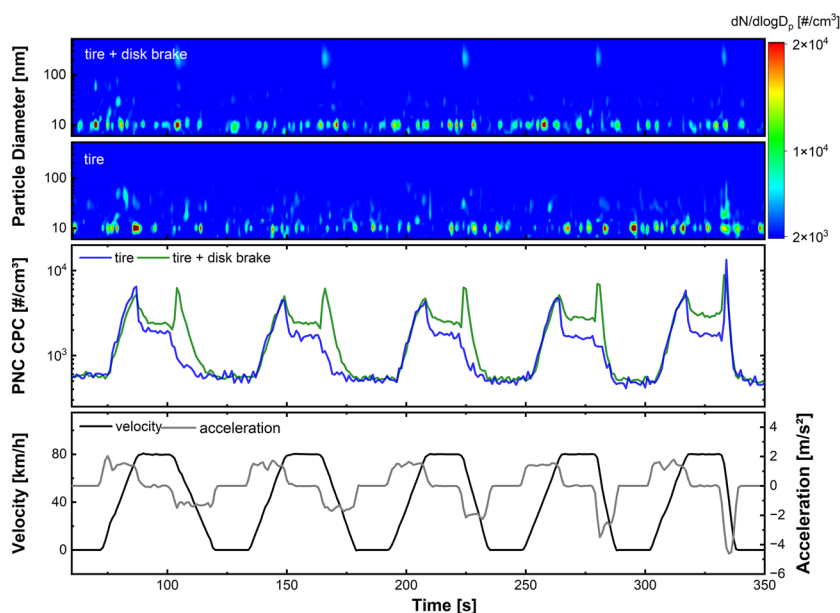 dN/dlogDp [#/cm³]
tire + disk brake
2×10⁴
100
10
1×10⁴
tire
100
10
2×10³
Particle Diameter [nm]
10⁴
tire
tire + disk brake
10³
PNC CPC [#/cm³]
velocity
acceleration
80
40
0
Velocity [km/h]
4
2
0
−2
−4
−6
Acceleration [m/s²]
100
150
200
250
300
350
Time [s]